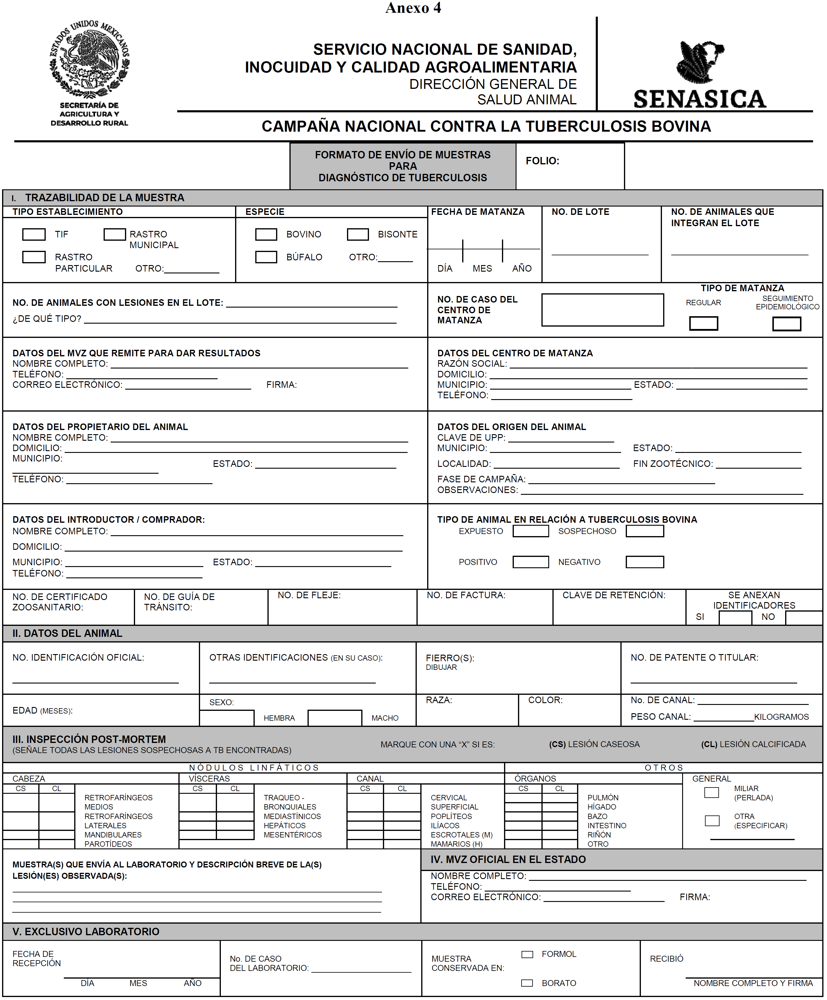 Anexo 4
ESTADOS UNIDOS MEXICANOS
SECRETARÍA DE
AGRICULTURA Y
DESARROLLO RURAL
SERVICIO NACIONAL DE SANIDAD,
INOCUIDAD Y CALIDAD AGROALIMENTARIA
DIRECCIÓN GENERAL DE
SALUD ANIMAL
SENASICA
CAMPAÑA NACIONAL CONTRA LA TUBERCULOSIS BOVINA
FORMATO DE ENVÍO DE MUESTRAS
PARA
DIAGNÓSTICO DE TUBERCULOSIS
FOLIO:
I. TRAZABILIDAD DE LA MUESTRA
TIPO ESTABLECIMIENTO
TIF
RASTRO
MUNICIPAL
RASTRO
PARTICULAR OTRO:
ESPECIE
BOVINO BISONTE
BÚFALO OTRO:
FECHA DE MATANZA
DÍA MES AÑO
NO. DE LOTE
NO. DE ANIMALES QUE
INTEGRAN EL LOTE
NO. DE ANIMALES CON LESIONES EN EL LOTE:
¿DE QUÉ TIPO?
NO. DE CASO DEL
CENTRO DE
MATANZA
TIPO DE MATANZA
REGULAR
SEGUIMIENTO
EPIDEMIOLÓGICO
DATOS DEL MVZ QUE REMITE PARA DAR RESULTADOS
NOMBRE COMPLETO:
TELÉFONO:
CORREO ELECTRÓNICO: FIRMA:
DATOS DEL CENTRO DE MATANZA
RAZÓN SOCIAL:
DOMICILIO:
MUNICIPIO: ESTADO:
TELÉFONO:
DATOS DEL PROPIETARIO DEL ANIMAL
NOMBRE COMPLETO:
DOMICILIO:
MUNICIPIO:
ESTADO:
TELÉFONO:
DATOS DEL ORIGEN DEL ANIMAL
CLAVE DE UPP:
MUNICIPIO: ESTADO:
LOCALIDAD: FIN ZOOTÉCNICO:
FASE DE CAMPAÑA:
OBSERVACIONES:
DATOS DEL INTRODUCTOR / COMPRADOR:
NOMBRE COMPLETO:
DOMICILIO:
MUNICIPIO: ESTADO:
TELÉFONO:
TIPO DE ANIMAL EN RELACIÓN A TUBERCULOSIS BOVINA
EXPUESTO SOSPECHOSO
POSITIVO NEGATIVO
NO. DE CERTIFICADO
ZOOSANITARIO:
NO. DE GUÍA DE
TRÁNSITO:
NO. DE FLEJE:
NO. DE FACTURA:
CLAVE DE RETENCIÓN:
SE ANEXAN
IDENTIFICADORES
SI NO
II. DATOS DEL ANIMAL
NO. IDENTIFICACIÓN OFICIAL:
OTRAS IDENTIFICACIONES (EN SU CASO):
FIERRO(S):
DIBUJAR
NO. DE PATENTE O TITULAR:
EDAD (MESES):
SEXO:
HEMBRA MACHO
RAZA:
COLOR:
No. DE CANAL:
PESO CANAL: KILOGRAMOS
III. INSPECCIÓN POST-MORTEM
(SEÑALE TODAS LAS LESIONES SOSPECHOSAS A TB ENCONTRADAS)
MARQUE CON UNA “X” SI ES: (CS) LESIÓN CASEOSA (CL) LESIÓN CALCIFICADA
NÓDULOS LINFÁTICOS
OTROS
CABEZA
CS CL
RETROFARÍNGEOS
MEDIOS
RETROFARÍNGEOS
LATERALES
MANDIBULARES
PAROTÍDEOS
VÍSCERAS
CS CL
TRAQUEO -
BRONQUIALES
MEDIASTÍNICOS
HEPÁTICOS
MESENTÉRICOS
CANAL
CS CL
CERVICAL
SUPERFICIAL
POPLÍTEOS
ILÍACOS
ESCROTALES (M)
MAMARIOS (H)
ÓRGANOS
CS CL
PULMÓN
HÍGADO
BAZO
INTESTINO
RIÑÓN
OTRO
GENERAL
MILIAR
(PERLADA)
OTRA
(ESPECIFICAR)
MUESTRA(S) QUE ENVÍA AL LABORATORIO Y DESCRIPCIÓN BREVE DE LA(S)
LESIÓN(ES) OBSERVADA(S):
IV. MVZ OFICIAL EN EL ESTADO
NOMBRE COMPLETO:
TELÉFONO:
CORREO ELECTRÓNICO: FIRMA:
V. EXCLUSIVO LABORATORIO
FECHA DE
RECEPCIÓN
DÍA MES AÑO
No. DE CASO
DEL LABORATORIO:
MUESTRA
CONSERVADA EN:
FORMOL
BORATO
RECIBIÓ
NOMBRE COMPLETO Y FIRMA